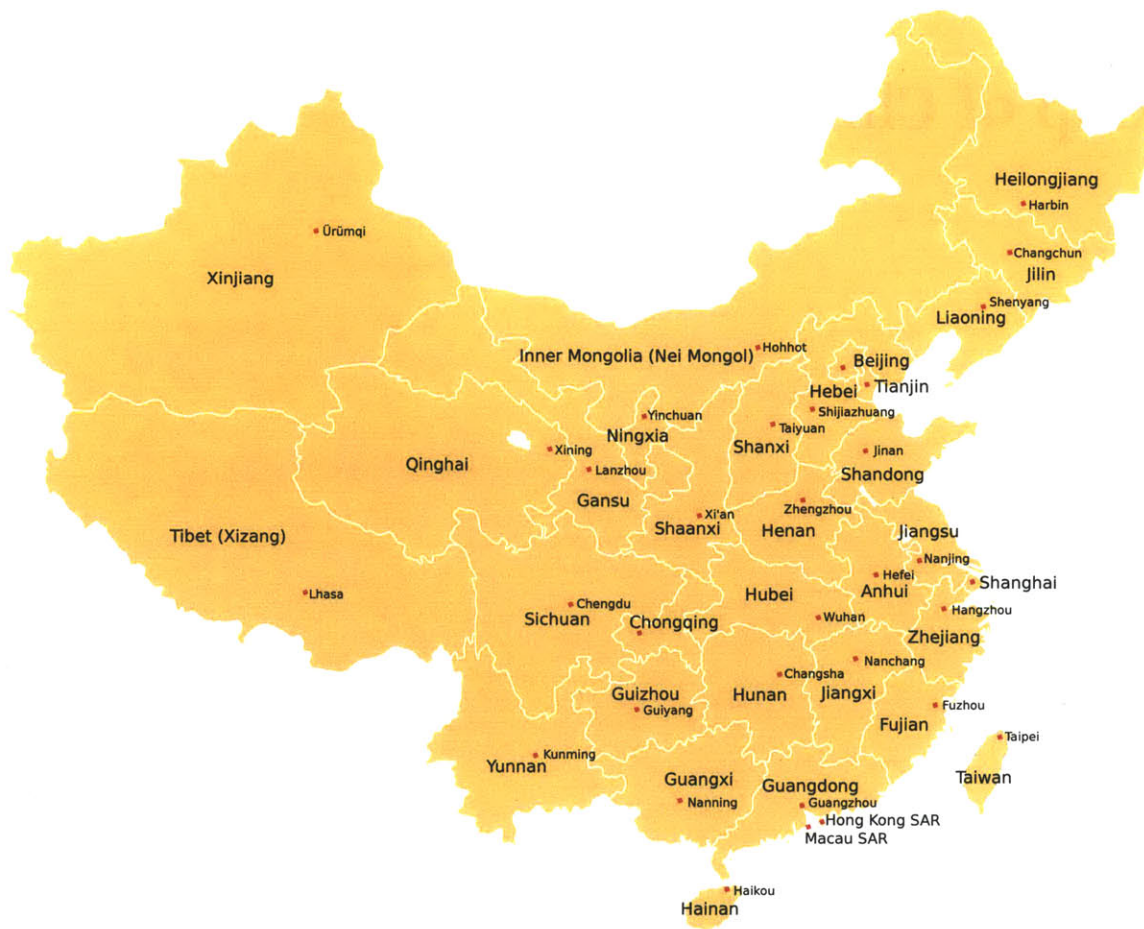 Heilongjiang
Harbin
Ürümqi
Changchun
Jilin
Xinjiang
Shenyang
Liaoning
Inner Mongolia (Nei Mongol)
Hohhot
Beijing
Hebei
Tianjin
Shijiazhuang
Yinchuan
Ningxia
Taiyuan
Shanxi
Xining
Jinan
Qinghai
Lanzhou
Shandong
Gansu
Xi'an
Zhengzhou
Shaanxi
Henan
Jiangsu
Tibet (Xizang)
Nanjing
Hefei
Shanghai
Anhui
Lhasa
Hubei
Chengdu
Hangzhou
Sichuan
Chongqing
Wuhan
Zhejiang
Nanchang
Changsha
Guizhou
Hunan
Jiangxi
Guiyang
Fuzhou
Fujian
Taipei
Kunming
Yunnan
Guangxi
Guangdong
Taiwan
Nanning
Guangzhou
Hong Kong SAR
Macau SAR
Haikou
Hainan